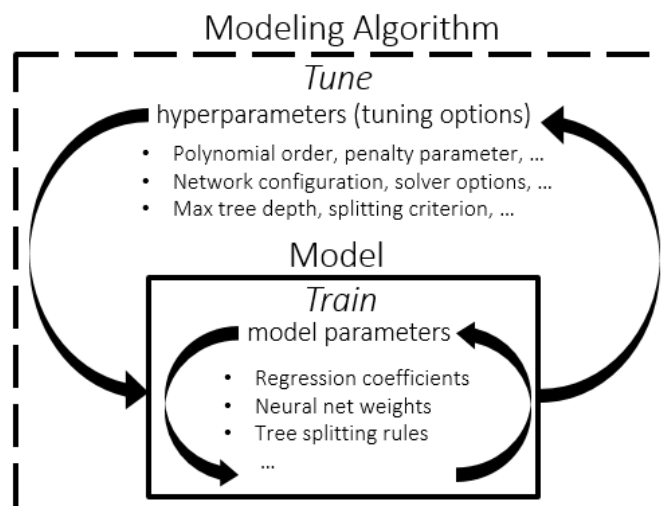 Modeling Algorithm
Tune
hyperparameters (tuning options)
• Polynomial order, penalty parameter, ...
• Network configuration, solver options, ...
• Max tree depth, splitting criterion, ...
Model
Train
model parameters
• Regression coefficients
• Neural net weights
• Tree splitting rules
...